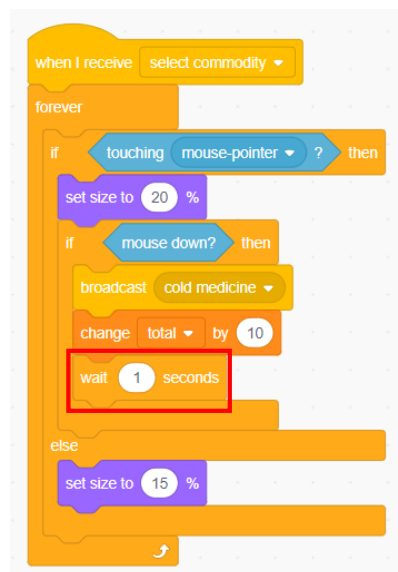 when I receive select commodity
forever
if touching mouse-pointer ? then
set size to 20 %
if mouse down? then
broadcast cold medicine
change total by 10
wait 1 seconds
else
set size to 15 %